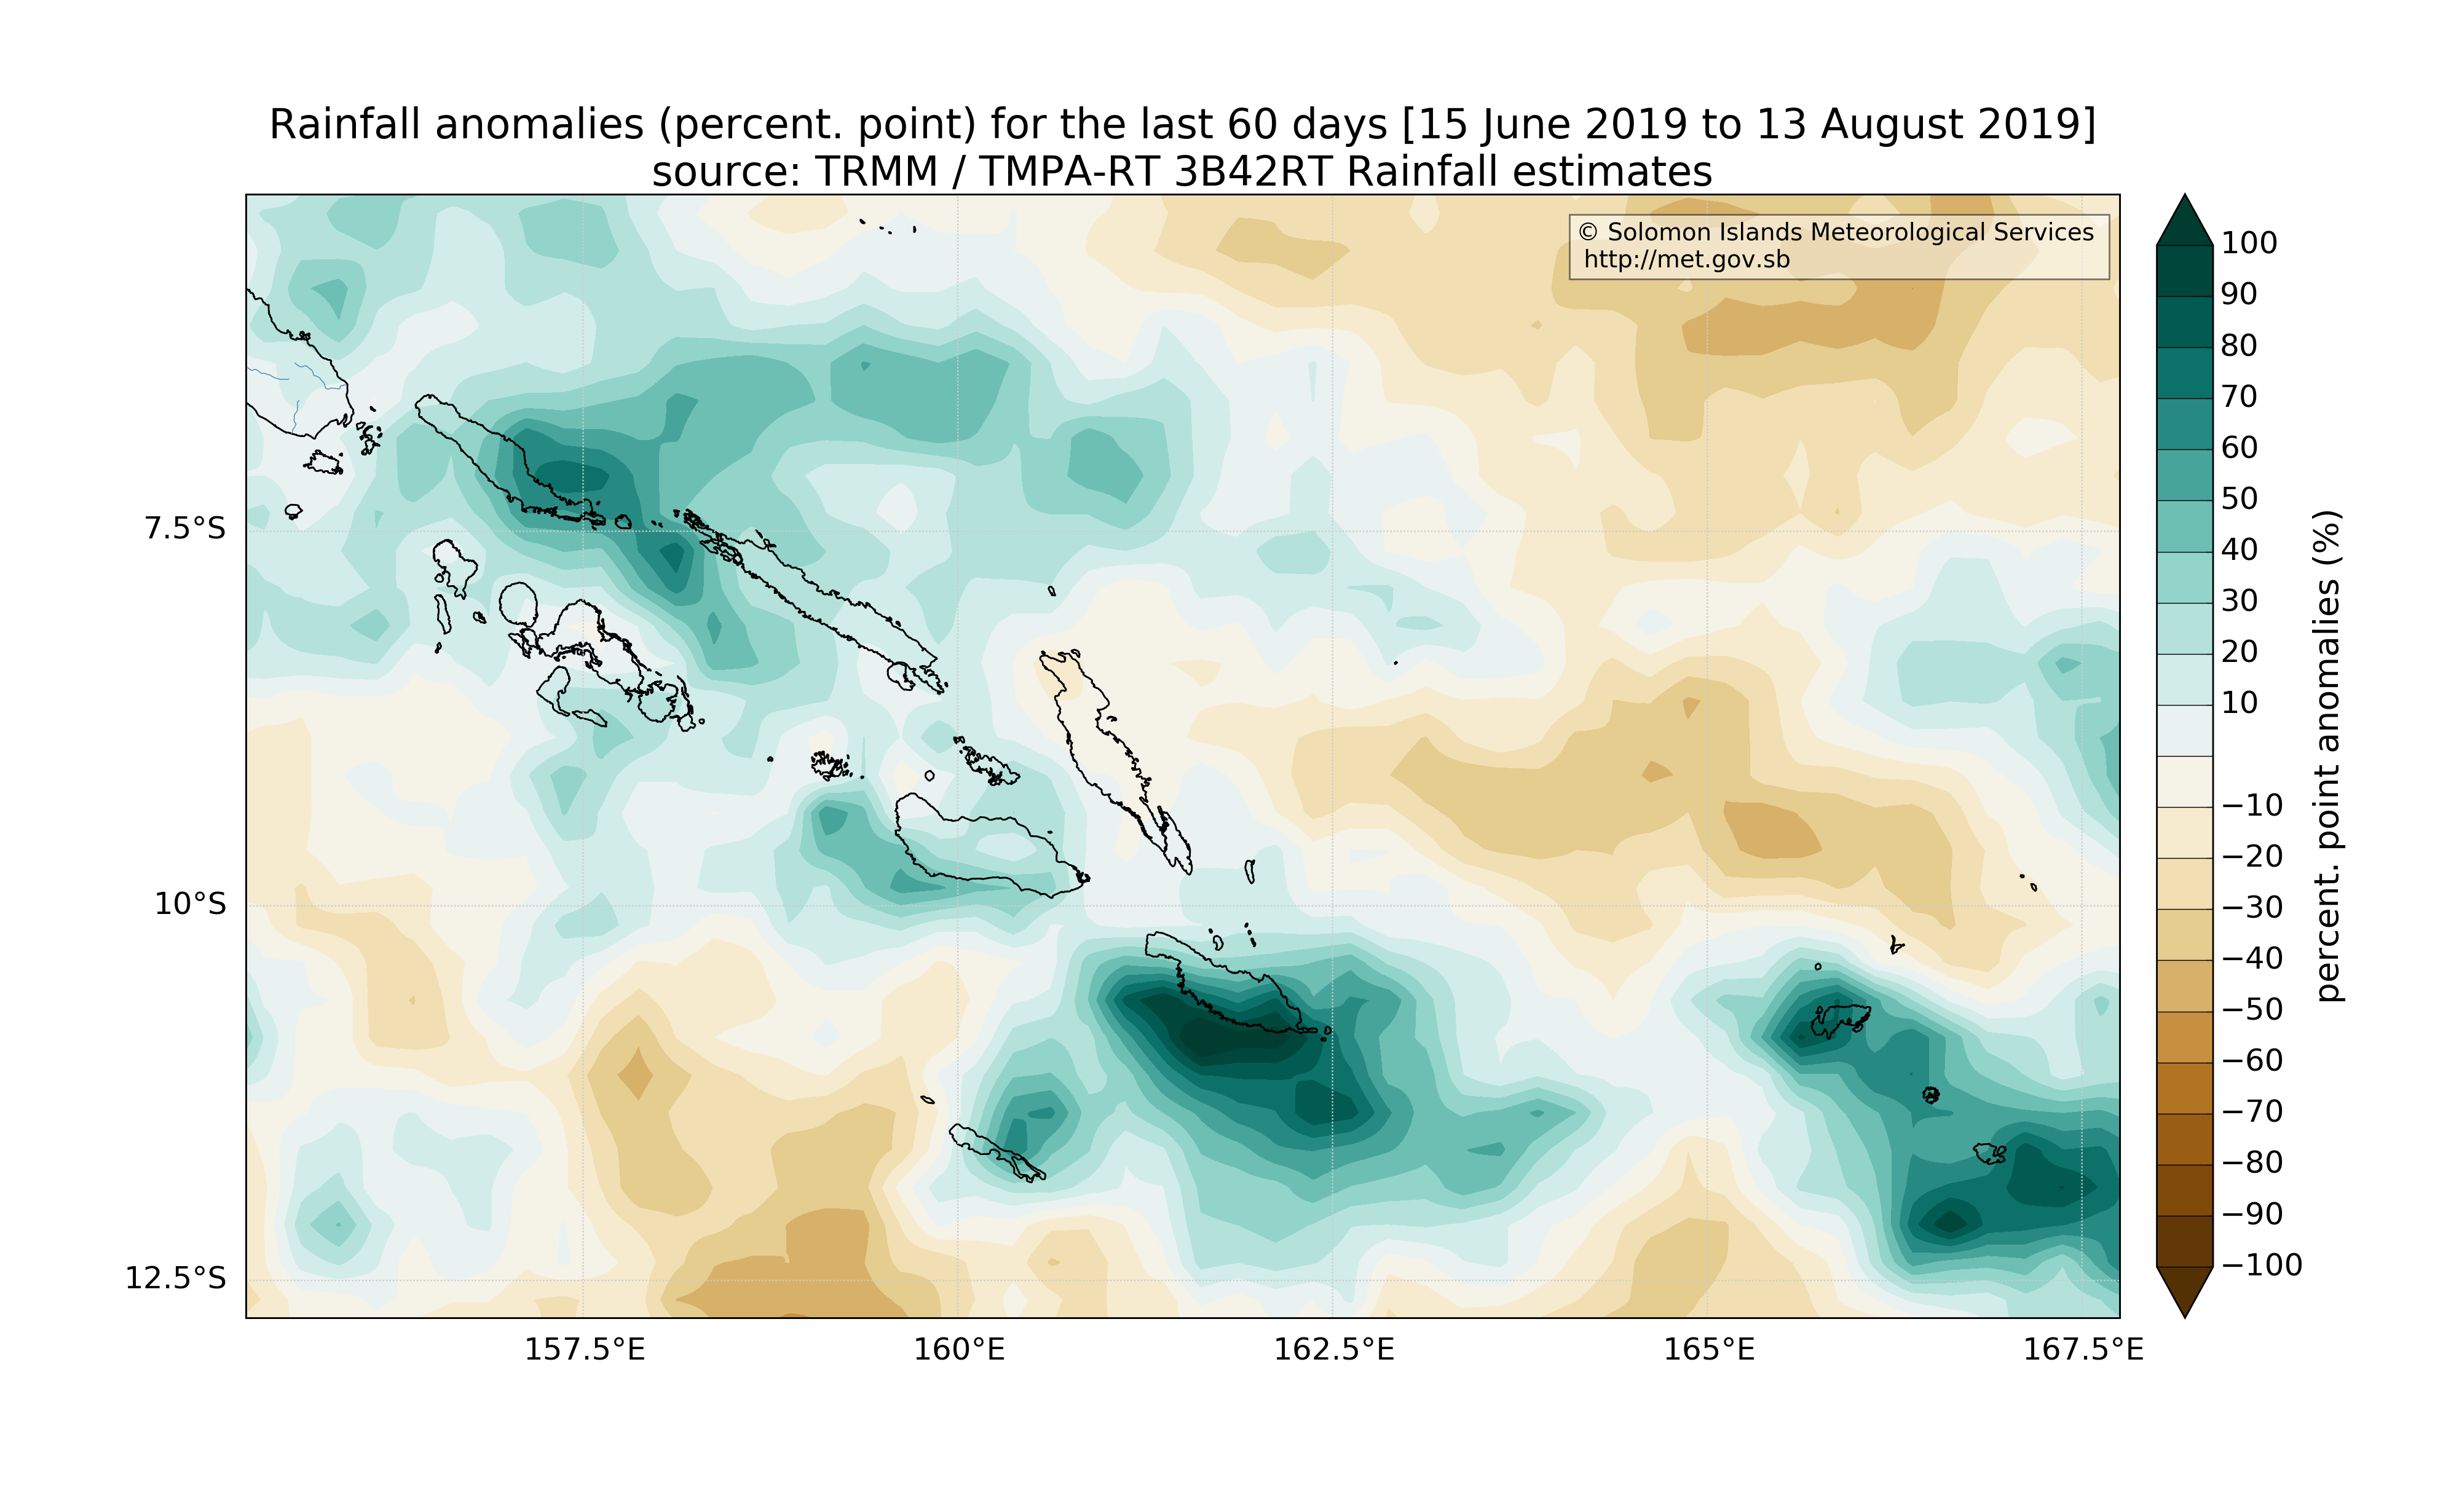 Rainfall anomalies (percent. point) for the last 60 days [15 June 2019 to 13 August 2019]
source: TRMM / TMPA-RT 3B42RT Rainfall estimates
© Solomon Islands Meteorological Services
http://met.gov.sb
7.5°S
10°S
12.5°S
157.5°E
160°E
162.5°E
165°E
167.5°E
100
90
80
70
60
50
40
30
20
10
−10
−20
−30
−40
−50
−60
−70
−80
−90
−100
percent. point anomalies (%)